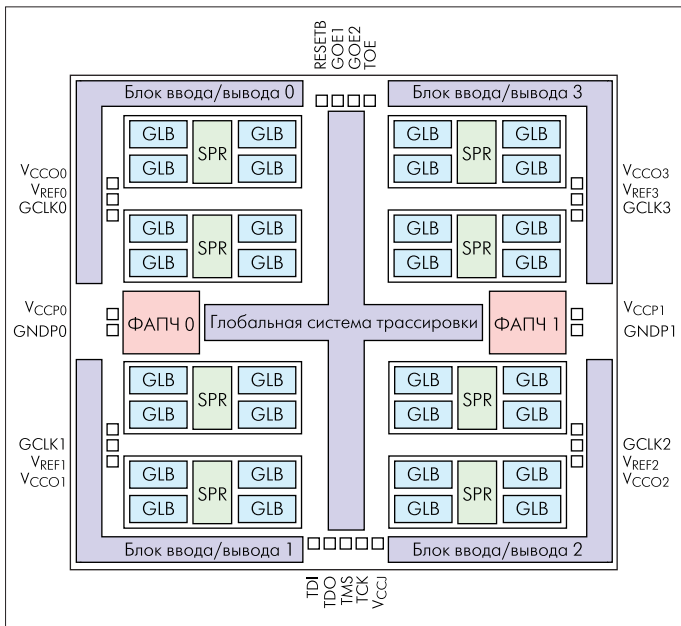 RESETB
GOE1
GOE2
TOE
Блок ввода/вывода 0
Блок ввода/вывода 3
GLB SPR GLB
GLB GLB
GLB SPR GLB
GLB GLB
VCCO0
VREF0
GCLK0
VCCO3
VREF3
GCLK3
GLB SPR GLB
GLB GLB
GLB SPR GLB
GLB GLB
VCCP0
GNDP0
ФАПЧ 0
Глобальная система трассировки
ФАПЧ 1
VCCP1
GNDP1
GLB SPR GLB
GLB GLB
GLB SPR GLB
GLB GLB
GCLK1
VREF1
VCCO1
GCLK2
VREF2
VCCO2
GLB SPR GLB
GLB GLB
GLB SPR GLB
GLB GLB
Блок ввода/вывода 1
Блок ввода/вывода 2
TDI
TDO
TMS
TCK
VCCJ